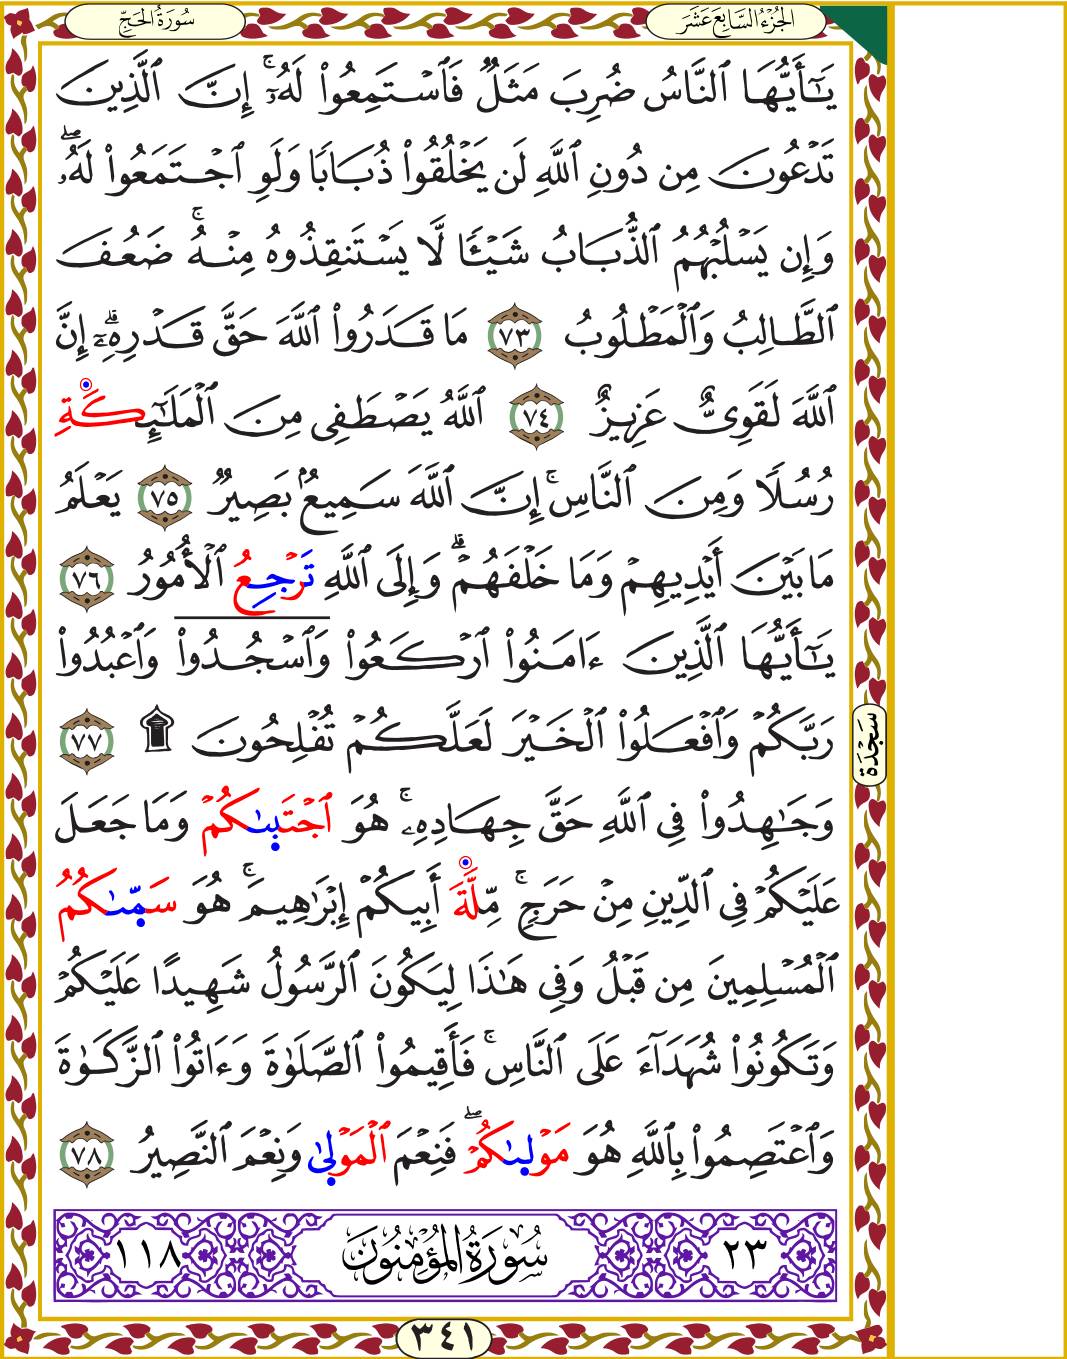 سُورَةُ الحَجِّ
الجُزْءُ السَّابِعَ عَشَرَ
يَٰٓأَيُّهَا ٱلنَّاسُ ضُرِبَ مَثَلٞ فَٱسۡتَمِعُواْ لَهُۥٓۚ إِنَّ ٱلَّذِينَ
تَدۡعُونَ مِن دُونِ ٱللَّهِ لَن يَخۡلُقُواْ ذُبَابٗا وَلَوِ ٱجۡتَمَعُواْ لَهُۥۖ
وَإِن يَسۡلُبۡهُمُ ٱلذُّبَابُ شَيۡـٔٗا لَّا يَسۡتَنقِذُوهُ مِنۡهُۚ ضَعُفَ
ٱلطَّالِبُ وَٱلۡمَطۡلُوبُ ٧٣ مَا قَدَرُواْ ٱللَّهَ حَقَّ قَدۡرِهِۦٓۗ إِنَّ
ٱللَّهَ لَقَوِيٌّ عَزِيزٌ ٧٤ ٱللَّهُ يَصۡطَفِي مِنَ ٱلۡمَلَٰٓئِكَةِ
رُسُلٗا وَمِنَ ٱلنَّاسِۚ إِنَّ ٱللَّهَ سَمِيعُۢ بَصِيرٞ ٧٥ يَعۡلَمُ
مَا بَيۡنَ أَيۡدِيهِمۡ وَمَا خَلۡفَهُمۡۚ وَإِلَى ٱللَّهِ تَرۡجِعُ ٱلۡأُمُورُ ٧٦
يَٰٓأَيُّهَا ٱلَّذِينَ ءَامَنُواْ ٱرۡكَعُواْ وَٱسۡجُدُواْ وَٱعۡبُدُواْ
رَبَّكُمۡ وَٱفۡعَلُواْ ٱلۡخَيۡرَ لَعَلَّكُمۡ تُفۡلِحُونَ ۩ ٧٧
سَجْدَة
وَجَٰهِدُواْ فِي ٱللَّهِ حَقَّ جِهَادِهِۦۚ هُوَ ٱجۡتَبَىٰكُمۡ وَمَا جَعَلَ
عَلَيۡكُمۡ فِي ٱلدِّينِ مِنۡ حَرَجٖۚ مِّلَّةَ أَبِيكُمۡ إِبۡرَٰهِيمَۚ هُوَ سَمَّىٰكُمُ
ٱلۡمُسۡلِمِينَ مِن قَبۡلُ وَفِي هَٰذَا لِيَكُونَ ٱلرَّسُولُ شَهِيدًا عَلَيۡكُمۡ
وَتَكُونُواْ شُهَدَآءَ عَلَى ٱلنَّاسِۚ فَأَقِيمُواْ ٱلصَّلَوٰةَ وَءَاتُواْ ٱلزَّكَوٰةَ
وَٱعۡتَصِمُواْ بِٱللَّهِ هُوَ مَوۡلَىٰكُمۡۖ فَنِعۡمَ ٱلۡمَوۡلَىٰ وَنِعۡمَ ٱلنَّصِيرُ ٧٨
٢٣ سُورَةُ المُؤۡمِنُونَ ١١٨
٣٤١